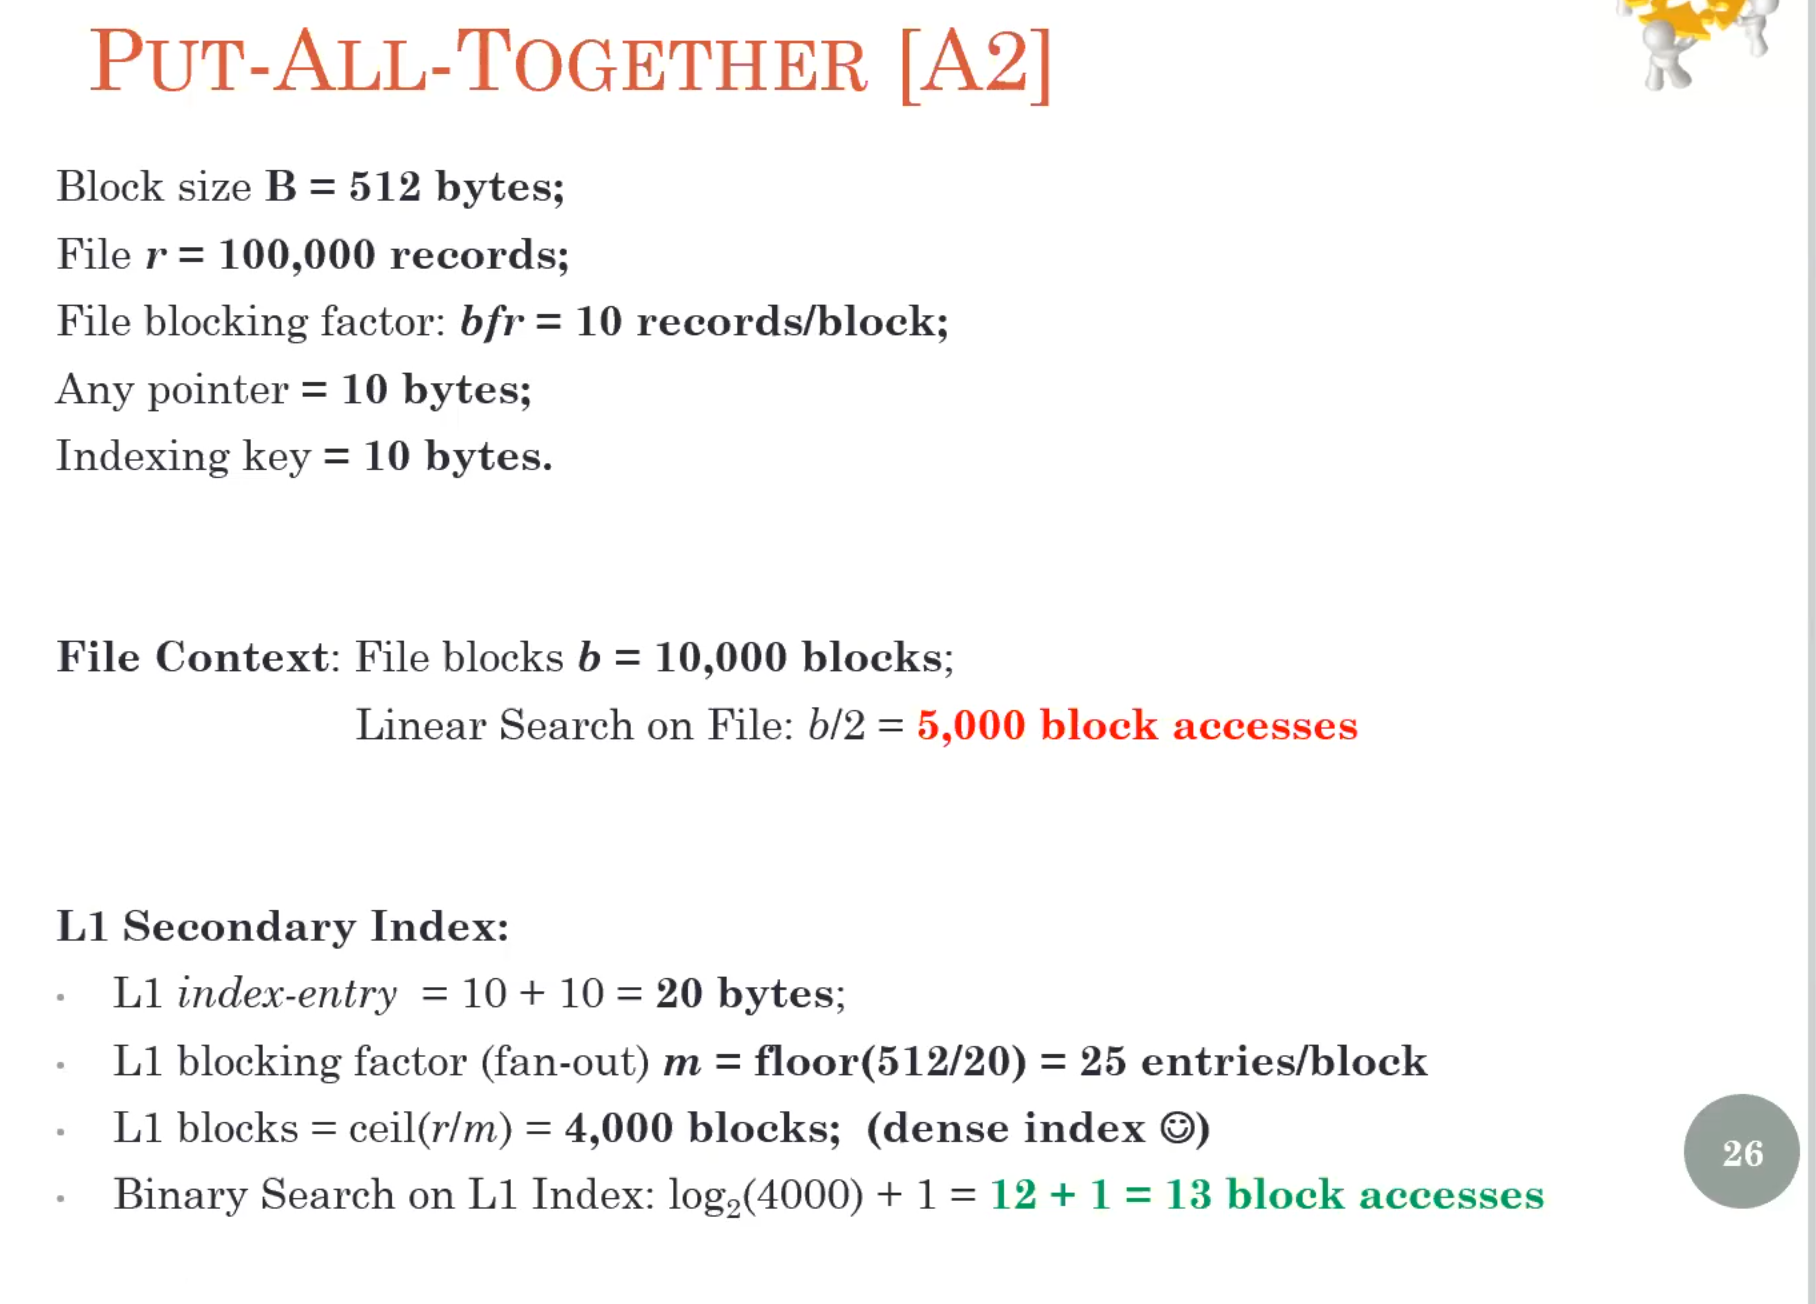 PUT-ALL-TOGETHER [A2]
Block size B = 512 bytes;
File r = 100,000 records;
File blocking factor: bfr = 10 records/block;
Any pointer = 10 bytes;
Indexing key = 10 bytes.
File Context: File blocks b = 10,000 blocks;
Linear Search on File: b/2 = 5,000 block accesses
L1 Secondary Index:
• L1 index-entry = 10 + 10 = 20 bytes;
• L1 blocking factor (fan-out) m = floor(512/20) = 25 entries/block
• L1 blocks = ceil(r/m) = 4,000 blocks; (dense index ☺)
• Binary Search on L1 Index: log₂(4000) + 1 = 12 + 1 = 13 block accesses
26